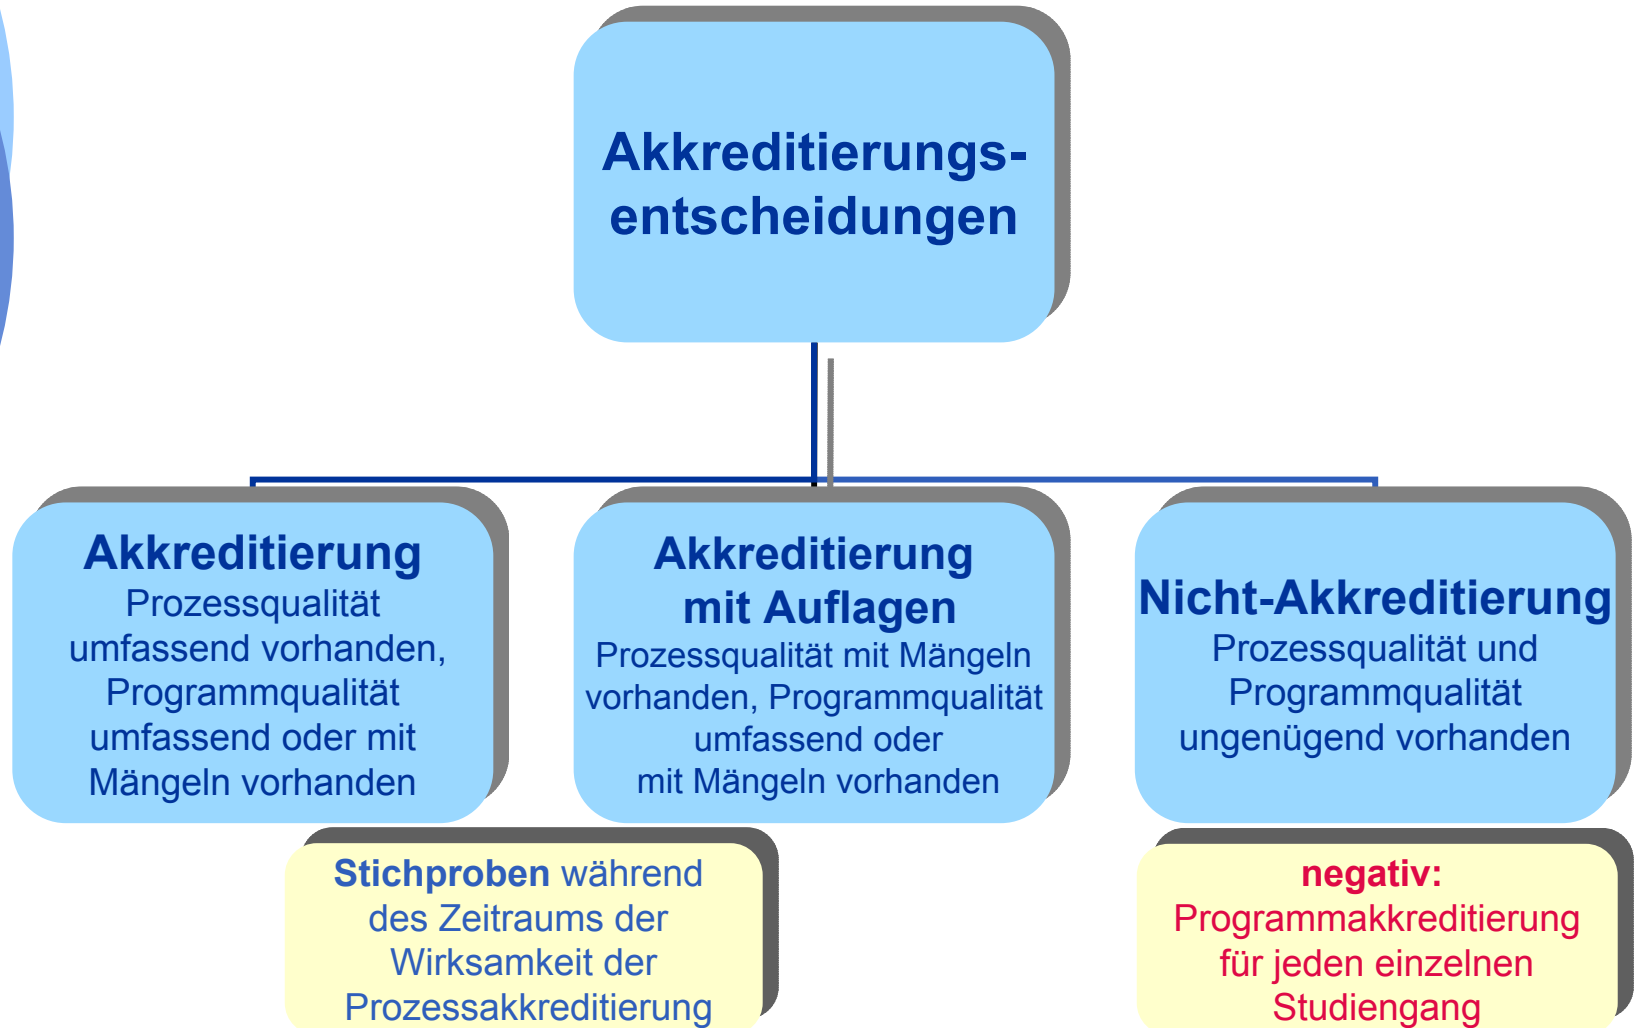 Akkreditierungs-
entscheidungen
Akkreditierung
Prozessqualität
umfassend vorhanden,
Programmqualität
umfassend oder mit
Mängeln vorhanden
Akkreditierung
mit Auflagen
Prozessqualität mit Mängeln
vorhanden, Programmqualität
umfassend oder
mit Mängeln vorhanden
Nicht-Akkreditierung
Prozessqualität und
Programmqualität
ungenügend vorhanden
Stichproben während
des Zeitraums der
Wirksamkeit der
Prozessakkreditierung
negativ:
Programmakkreditierung
für jeden einzelnen
Studiengang